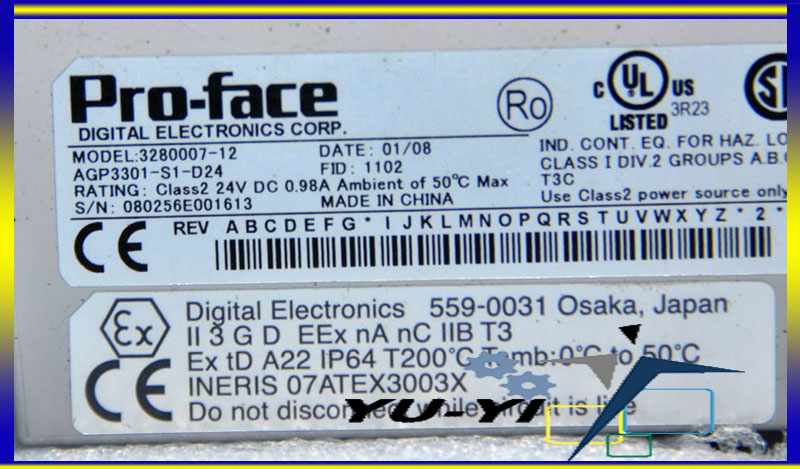 Pro-face
DIGITAL ELECTRONICS CORP.
Ro
C UL US
LISTED
3R23
MODEL:3280007-12
DATE: 01/08
AGP3301-S1-D24
FID: 1102
RATING: Class2 24V DC 0.98A Ambient of 50°C Max
S/N: 080256E001613
MADE IN CHINA
IND. CONT. EQ. FOR HAZ. LO
CLASS I DIV.2 GROUPS A.B.
T3C
Use Class2 power source only
REV A B C D E F G * I J K L M N O P Q R S T U V W X Y Z * 2 *
CE
Ex
CE
Digital Electronics 559-0031 Osaka, Japan
II 3 G D EEx nA nC IIB T3
Ex tD A22 IP64 T200°C Tamb:0°C to 50°C
INERIS 07ATEX3003X
Do not disconnect while circuit is live
YU-YI